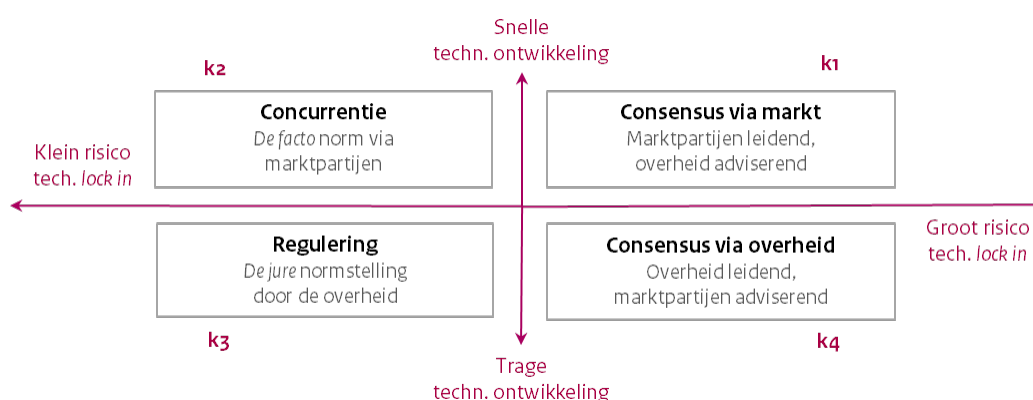 Snelle
techn. ontwikkeling
k2
k1
Concurrentie
De facto norm via
marktpartijen
Consensus via markt
Marktpartijen leidend,
overheid adviserend
Klein risico
tech. lock in
Groot risico
tech. lock in
Regulering
De jure normstelling
door de overheid
Consensus via overheid
Overheid leidend,
marktpartijen adviserend
k3
k4
Trage
techn. ontwikkeling